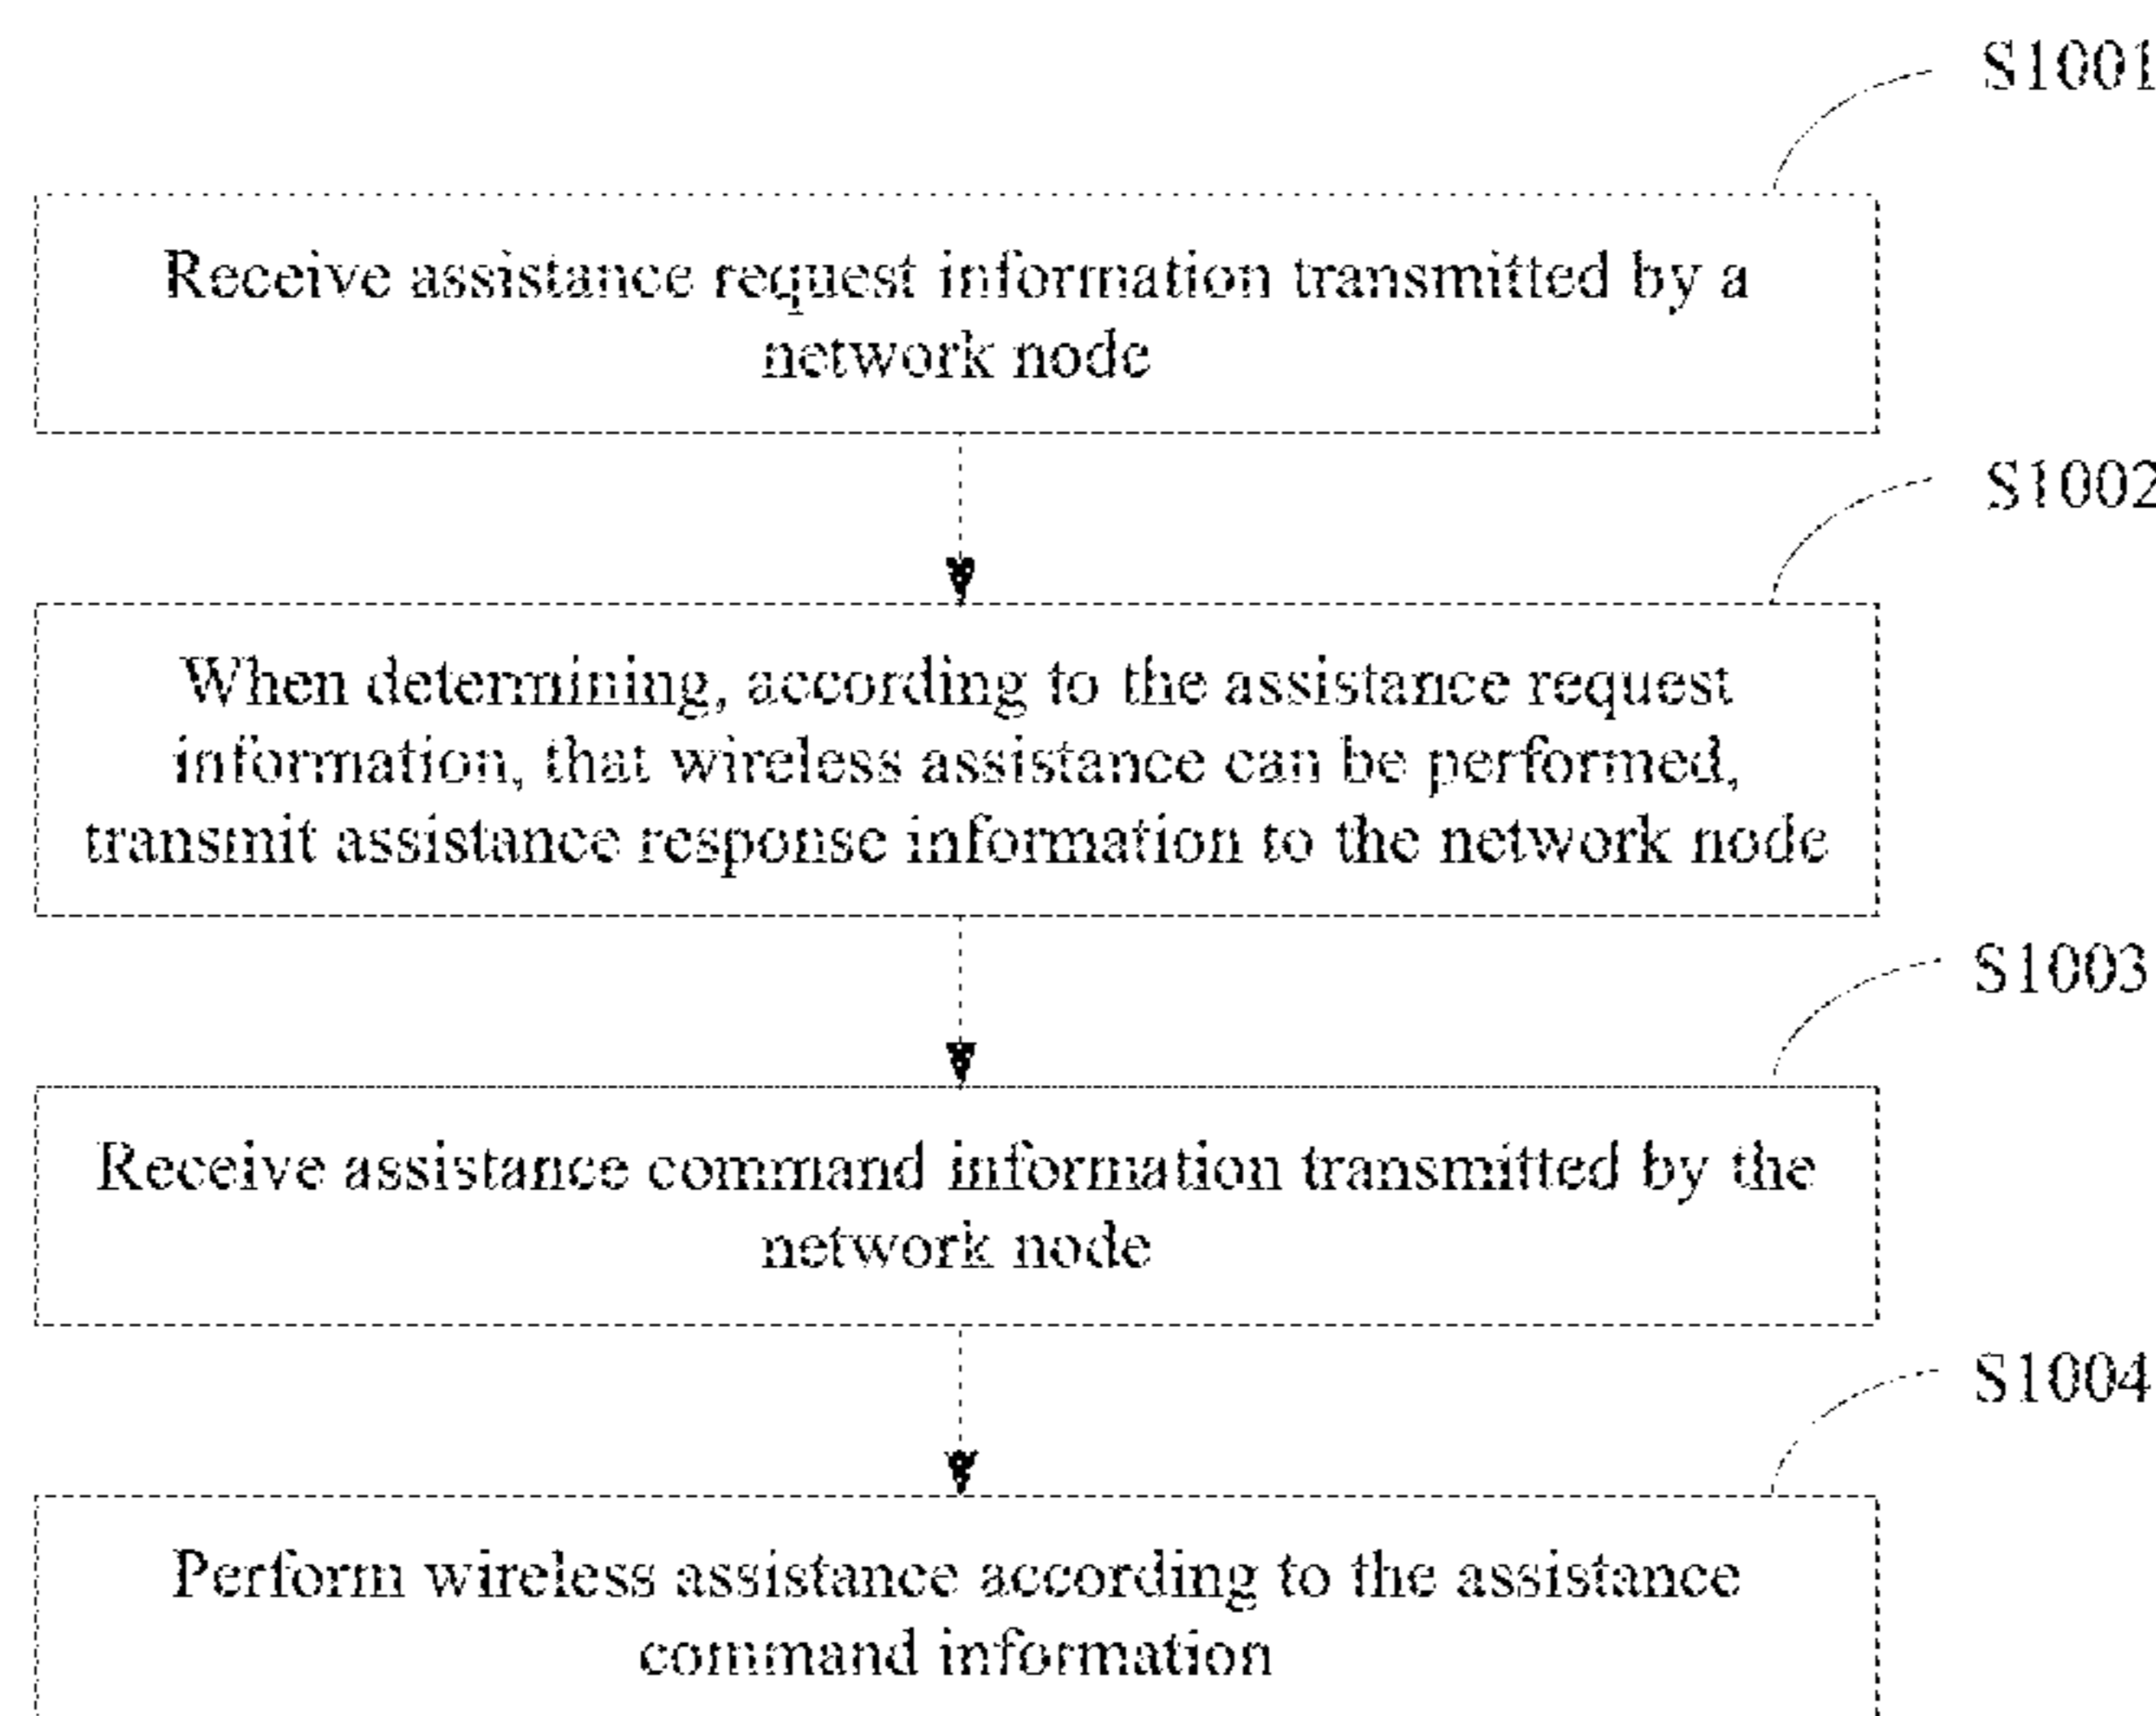 S1001
Receive assistance request information transmitted by a
network node
S1002
When determining, according to the assistance request
information, that wireless assistance can be performed,
transmit assistance response information to the network node
S1003
Receive assistance command information transmitted by the
network node
S1004
Perform wireless assistance according to the assistance
command information